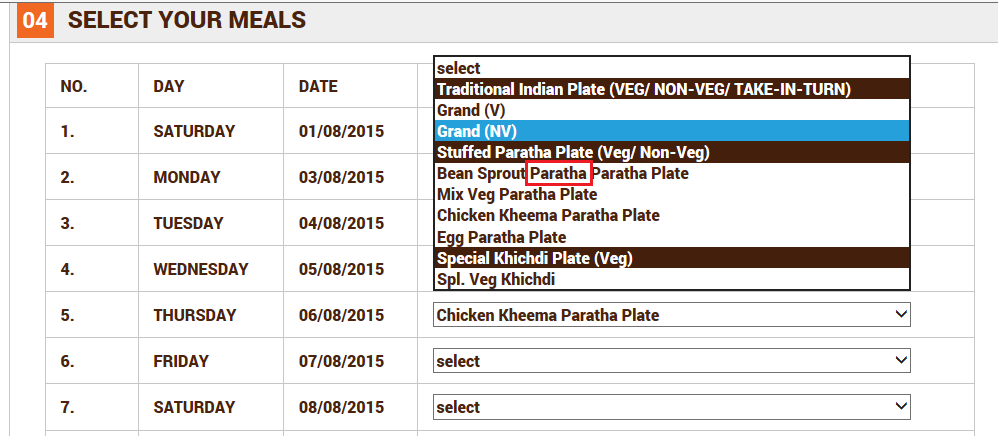 04 SELECT YOUR MEALS
NO. DAY DATE
select
Traditional Indian Plate (VEG/ NON-VEG/ TAKE-IN-TURN)
Grand (V)
1. SATURDAY 01/08/2015 Grand (NV)
Stuffed Paratha Plate (Veg/ Non-Veg)
2. MONDAY 03/08/2015 Bean Sprout Paratha Paratha Plate
Mix Veg Paratha Plate
3. TUESDAY 04/08/2015 Chicken Kheema Paratha Plate
Egg Paratha Plate
4. WEDNESDAY 05/08/2015 Special Khichdi Plate (Veg)
Spl. Veg Khichdi
5. THURSDAY 06/08/2015 Chicken Kheema Paratha Plate
6. FRIDAY 07/08/2015 select
7. SATURDAY 08/08/2015 select